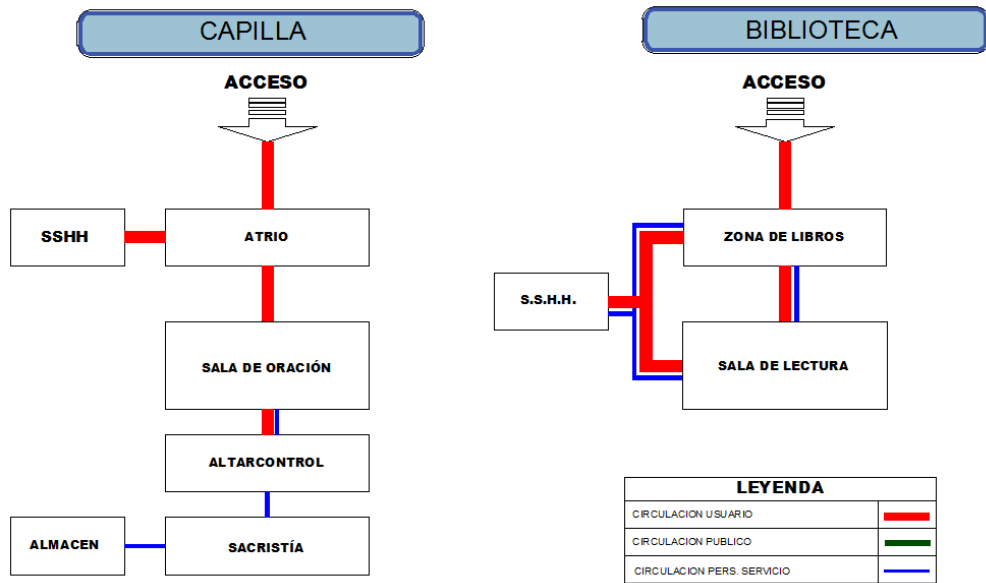 CAPILLA
ACCESO
SSHH
ATRIO
SALA DE ORACIÓN
ALTARCONTROL
ALMACEN
SACRISTÍA
BIBLIOTECA
ACCESO
ZONA DE LIBROS
S.S.H.H.
SALA DE LECTURA
LEYENDA
CIRCULACION USUARIO
CIRCULACION PUBLICO
CIRCULACION PERS. SERVICIO